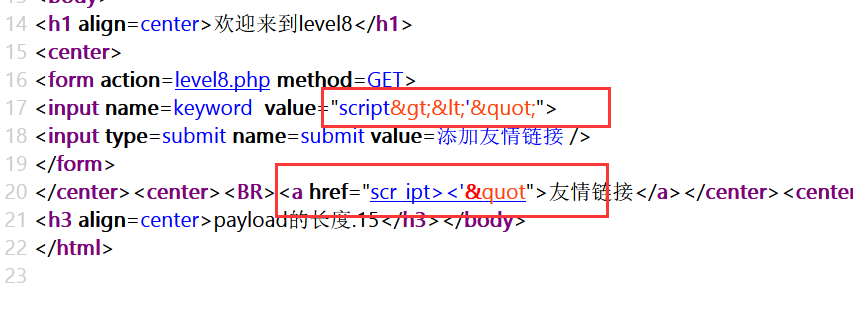 14 <h1 align=center>欢迎来到level8</h1>
15 <center>
16 <form action=level8.php method=GET>
17 <input name=keyword  value="script&gt;&lt;'&quot;">
18 <input type=submit name=submit value=添加友情链接 />
19 </form>
20 </center><center><BR><a href="scr_ipt><'&quot">友情链接</a></center><cente
21 <h3 align=center>payload的长度:15</h3></body>
22 </html>
23